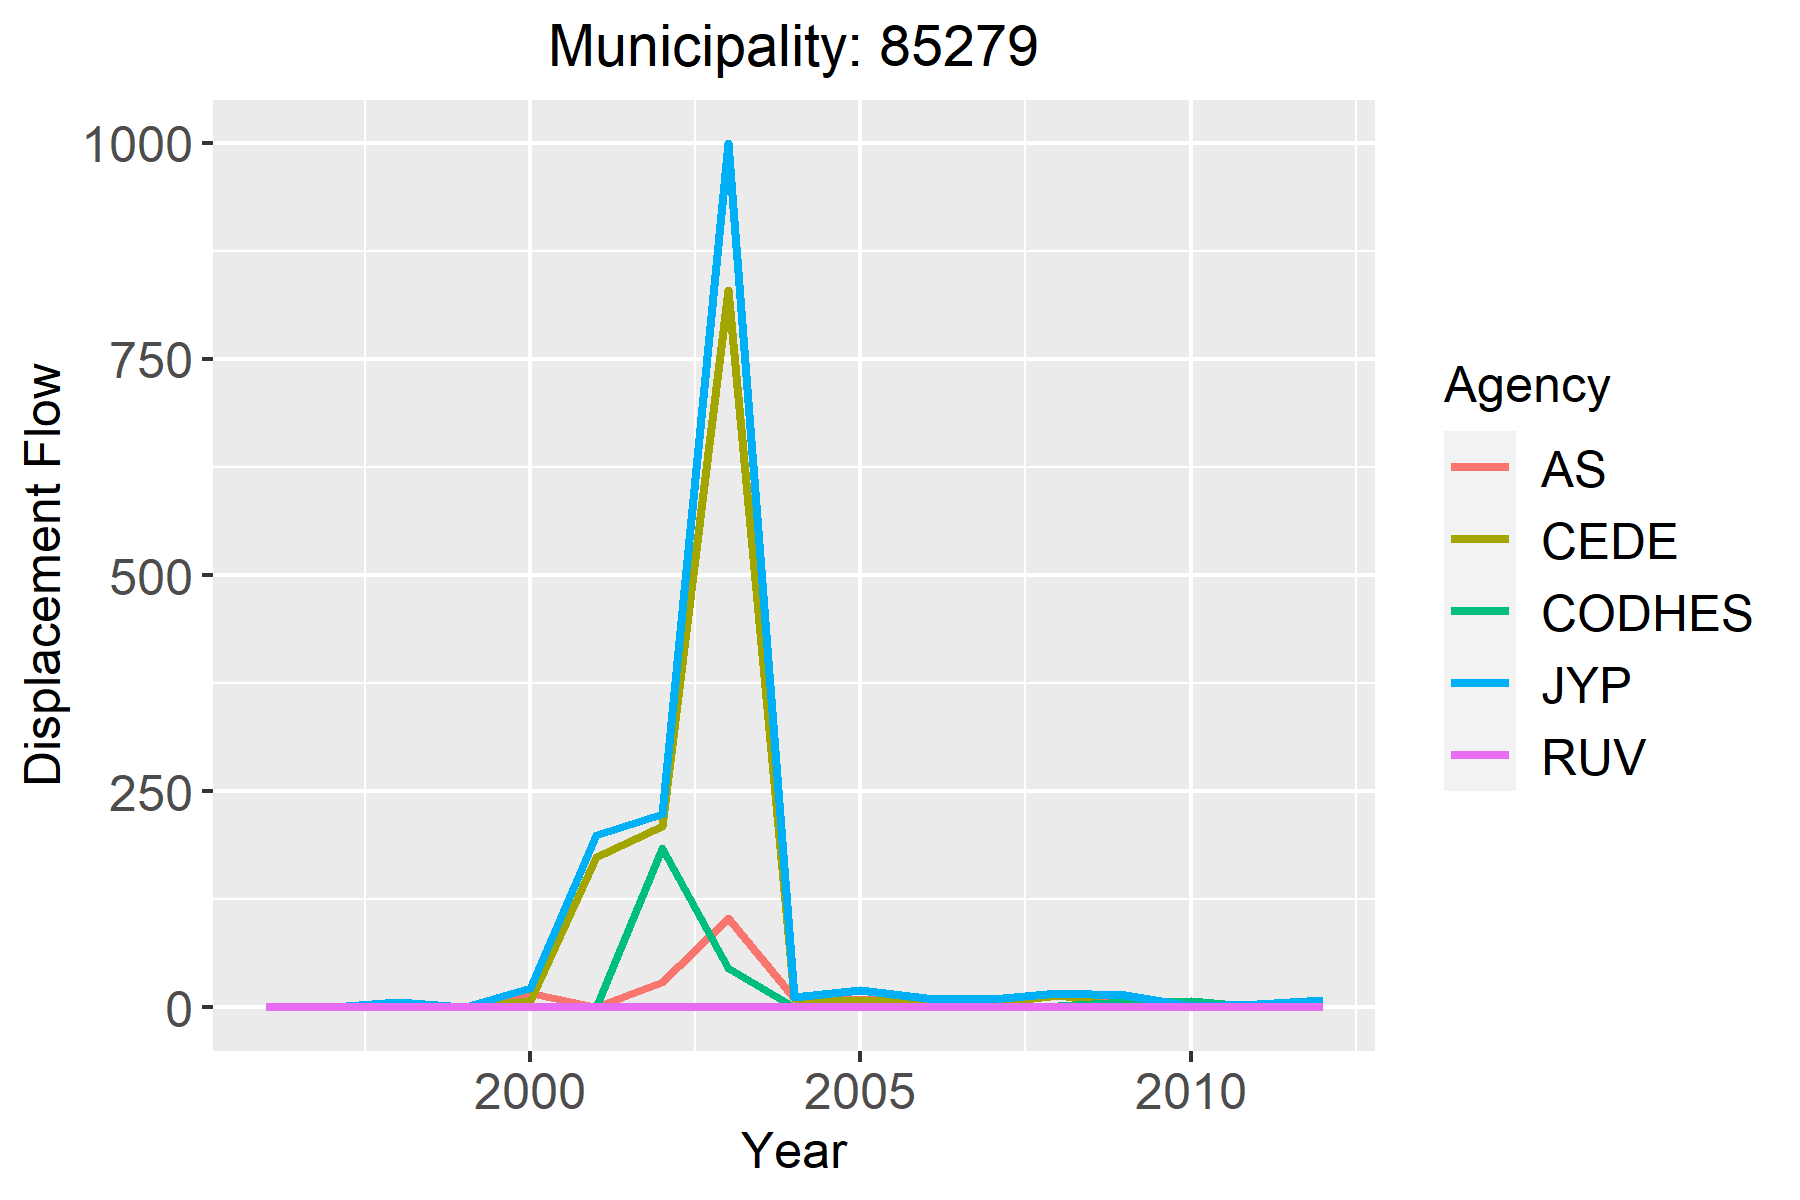 Municipality: 85279
1000
750
500
250
0
Displacement Flow
2000
2005
2010
Year
Agency
AS
CEDE
CODHES
JYP
RUV